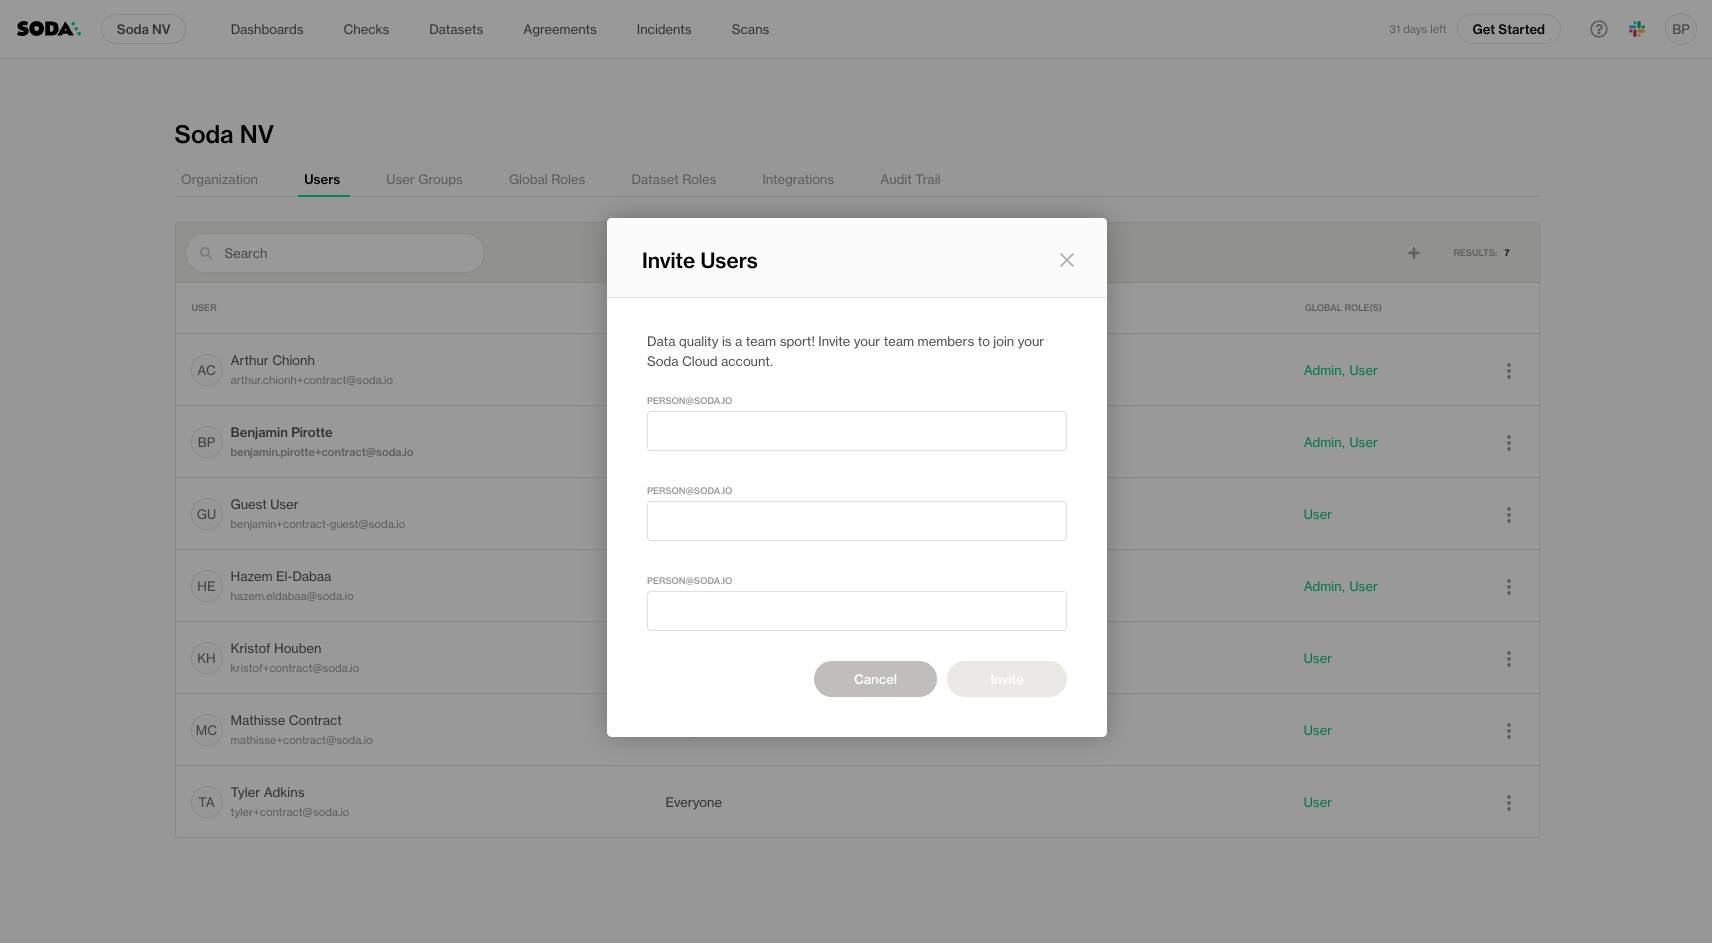 SODA
Soda NV
Dashboards
Checks
Datasets
Agreements
Incidents
Scans
31 days left
Get Started
?
BP
Soda NV
Organization
Users
User Groups
Global Roles
Dataset Roles
Integrations
Audit Trail
Search
RESULTS: 7
USER
GLOBAL ROLE(S)
AC
Arthur Chionh
arthur.chionh+contract@soda.io
Admin, User
BP
Benjamin Pirotte
benjamin.pirotte+contract@soda.io
Admin, User
GU
Guest User
benjamin+contract-guest@soda.io
User
HE
Hazem El-Dabaa
hazem.eldabaa@soda.io
Admin, User
KH
Kristof Houben
kristof+contract@soda.io
User
MC
Mathisse Contract
mathisse+contract@soda.io
User
TA
Tyler Adkins
tyler+contract@soda.io
Everyone
User
Invite Users
Data quality is a team sport! Invite your team members to join your
Soda Cloud account.
PERSON@SODA.IO
PERSON@SODA.IO
PERSON@SODA.IO
Cancel
Invite